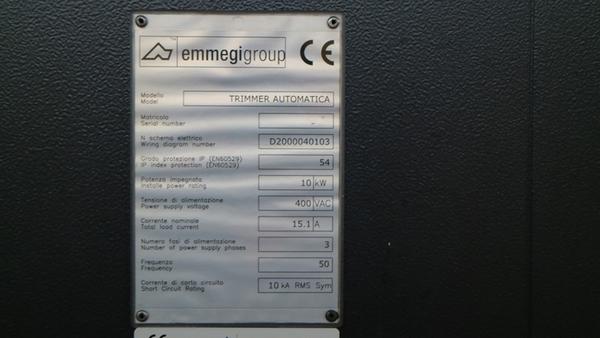 emmegigroup CE
Modello
Model
TRIMMER AUTOMATICA
Matricola
Serial number
N schema elettrico
Wiring diagram number
D2000040103
Grado protezione IP (EN60529)
IP index protection (EN60529)
54
Potenza impegnata
Installe power rating
10 kW
Tensione di alimentazione
Power supply voltage
400 VAC
Corrente nominale
Total load current
15.1 A
Numero fasi di alimentazione
Number of power supply phases
3
Frequenza
Frequency
50
Corrente di corto circuito
Short Circuit Rating
10 kA RMS Sym